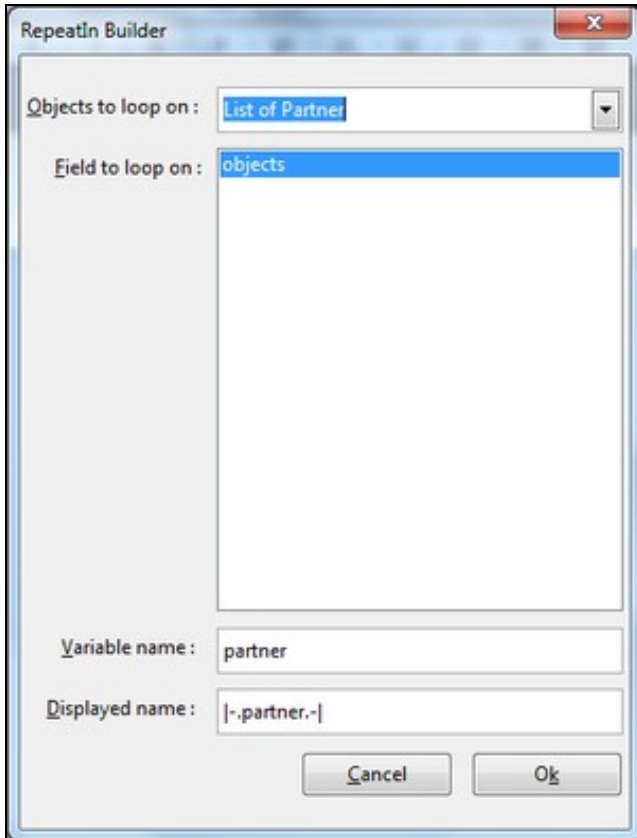 RepeatIn Builder
Objects to loop on : List of Partner
Field to loop on : objects
Variable name : partner
Displayed name : |-.partner.-|
Cancel Ok